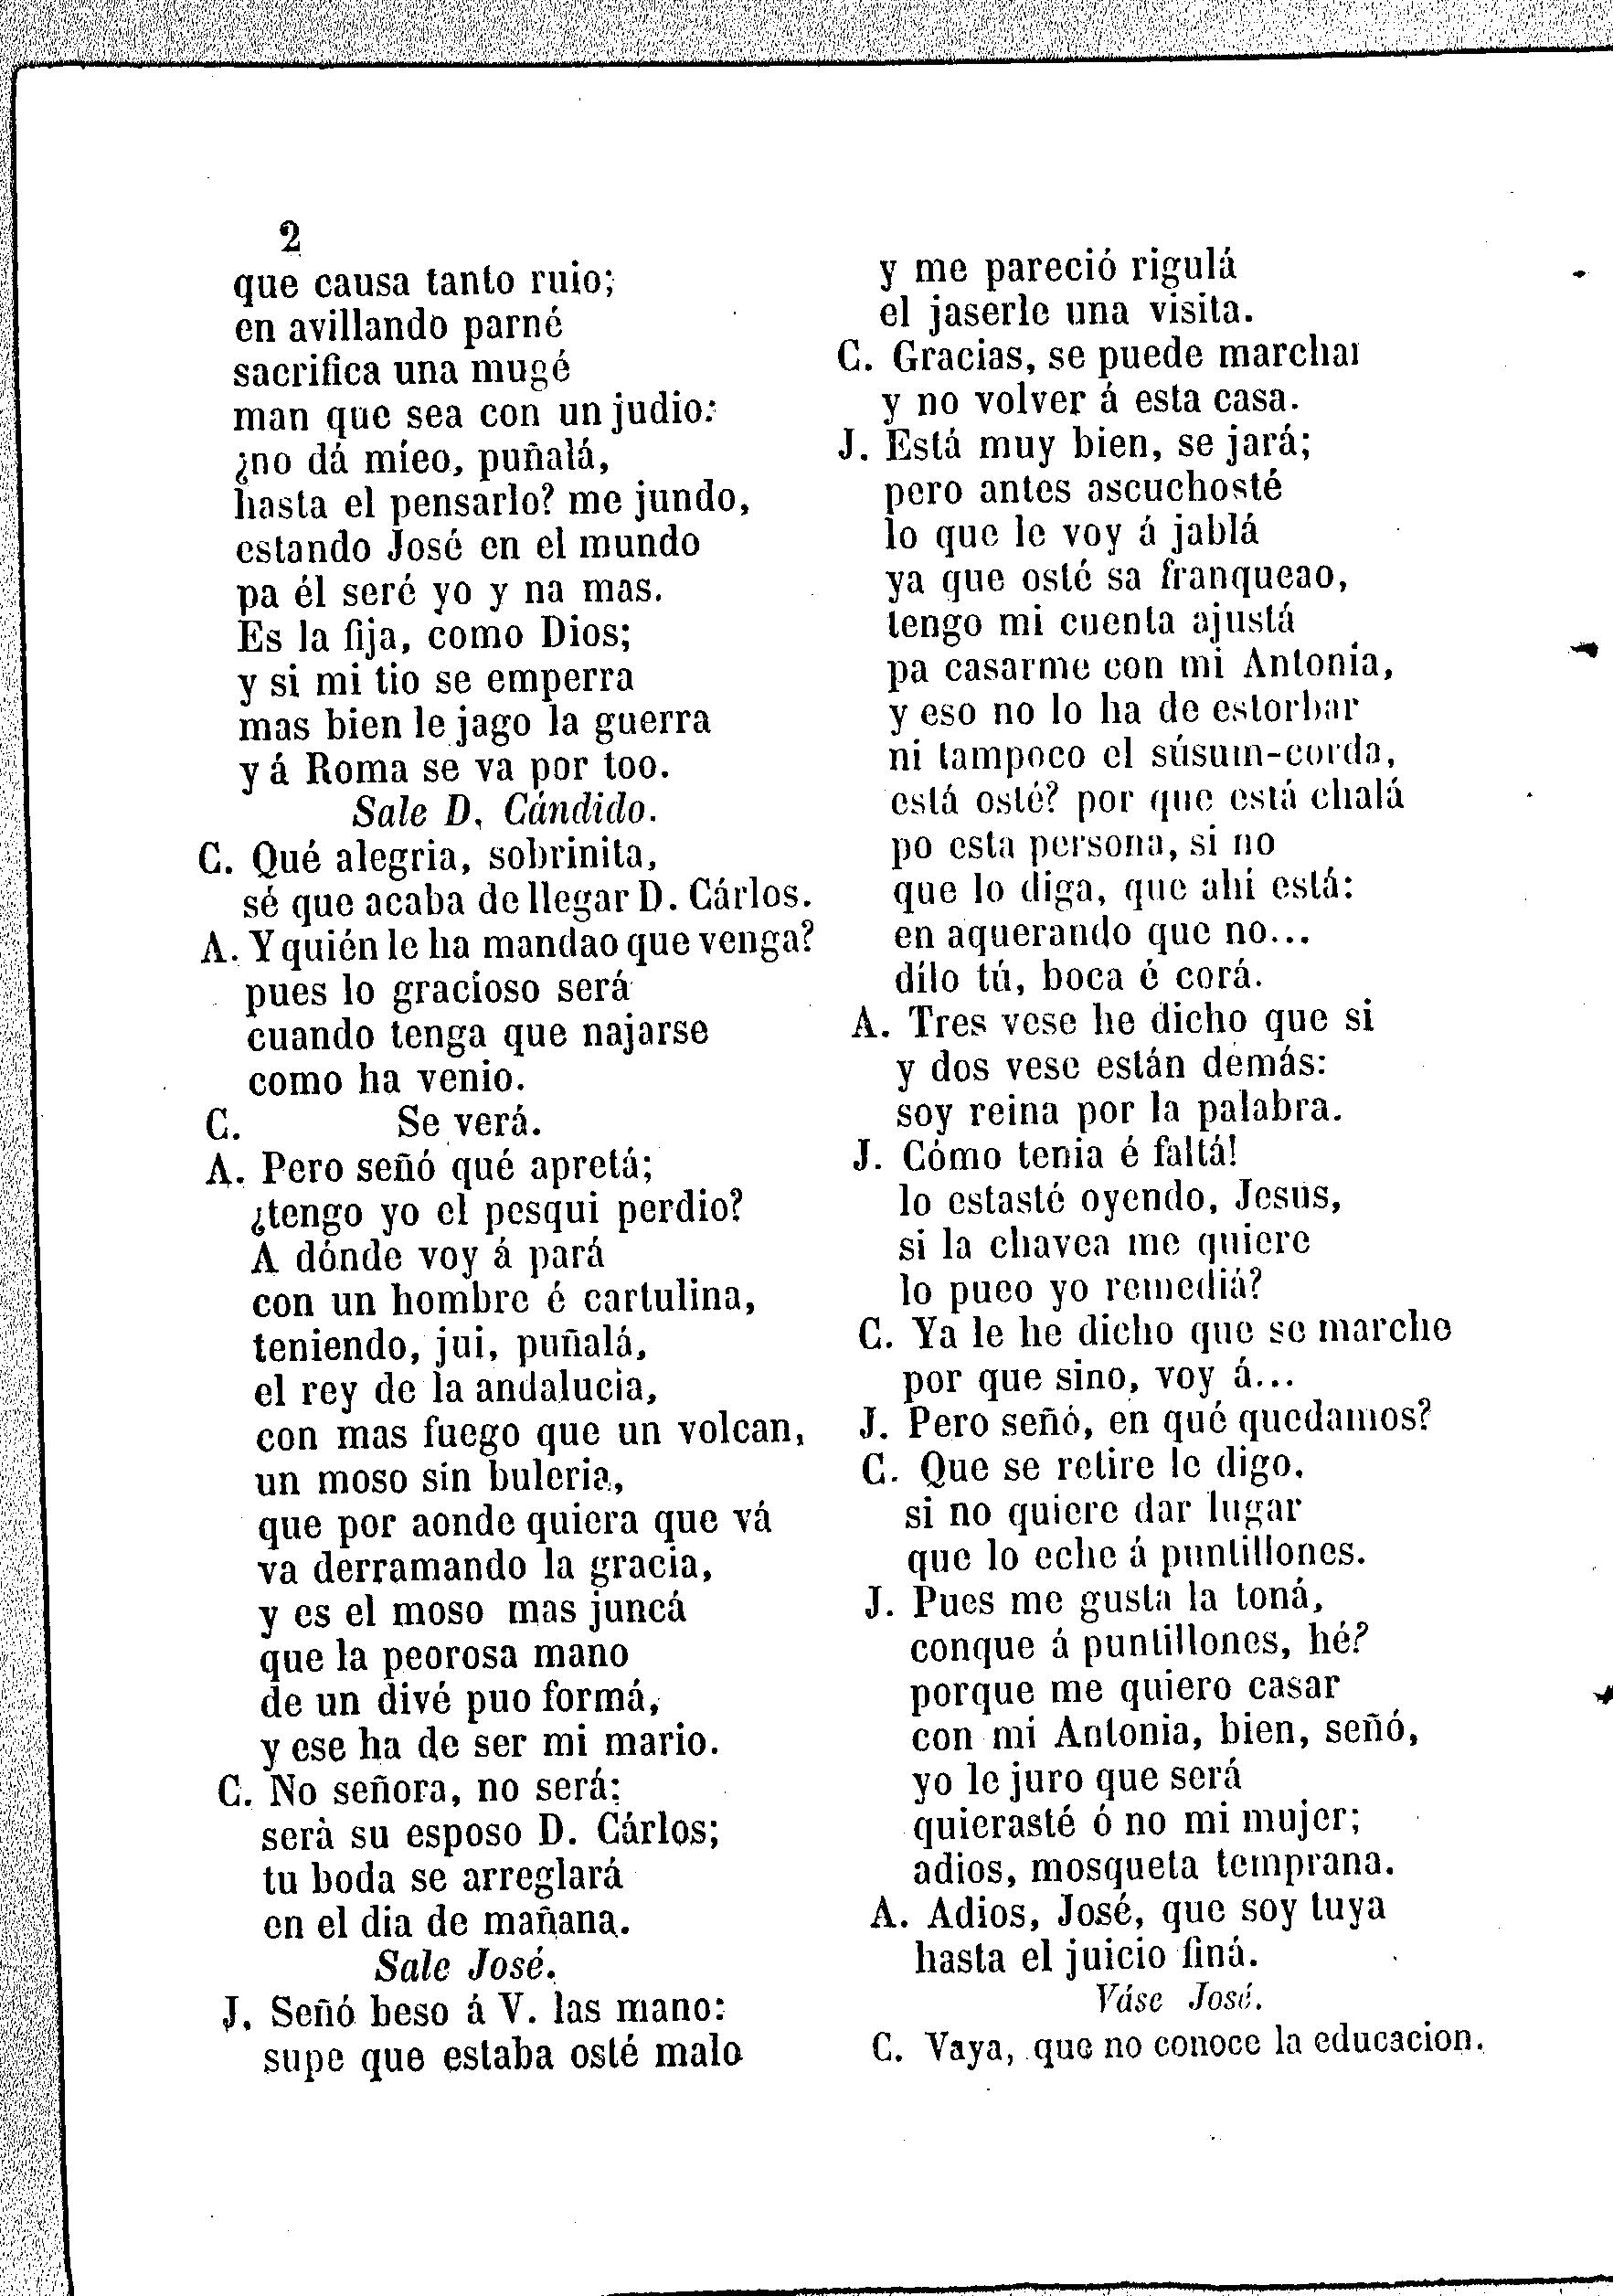 2
que causa tanto ruio;
en avillando parné
sacrifica una mugé
man que sea con un judio:
¿no dá mieo, puñalá,
hasta el pensarlo? me jundo,
estando José en el mundo
pa él seré yo y na mas.
Es la fija, como Dios;
y si mi tio se emperra
mas bien le jago la guerra
y á Roma se va por too.
Sale D. Cándido.
C. Qué alegria, sobrinita,
sé que acaba de llegar D. Cárlos.
A. Y quién le ha mandao que venga?
pues lo gracioso será
cuando tenga que najarse
como ha venio.
C. Se verá.
A. Pero señó qué apretá;
¿tengo yo el pesqui perdio?
A dónde voy á pará
con un hombre é cartulina,
teniendo, jui, puñalá,
el rey de la andalucia,
con mas fuego que un volcan,
un moso sin buleria,
que por aonde quiera que vá
va derramando la gracia,
y es el moso mas juncá
que la peorosa mano
de un divé puo formá,
y ese ha de ser mi mario.
C. No señora, no será:
serà su esposo D. Cárlos;
tu boda se arreglará
en el dia de mañana.
Sale José.
J. Señó beso á V. las mano:
supe que estaba osté malo
y me pareció rigulá
el jaserle una visita.
C. Gracias, se puede marchar
y no volver á esta casa.
J. Está muy bien, se jará;
pero antes ascuchosté
lo que le voy á jablá
ya que osté sa franqueao,
tengo mi cuenta ajustá
pa casarme con mi Antonia,
y eso no lo ha de estorbar
ni tampoco el súsum-corda,
está osté? por que está chalá
po esta persona, si no
que lo diga, que ahí está:
en aquerando que no...
dílo tú, boca é corá.
A. Tres vese he dicho que si
y dos vese están demás:
soy reina por la palabra.
J. Cómo tenia é faltá!
lo estasté oyendo, Jesus,
si la chavea me quiere
lo pueo yo remediá?
C. Ya le he dicho que se marche
por que sino, voy á...
J. Pero señó, en qué quedamos?
C. Que se retire le digo,
si no quiere dar lugar
que lo eche á puntillones.
J. Pues me gusta la toná,
conque á puntillones, hé?
porque me quiero casar
con mi Antonia, bien, señó,
yo le juro que será
quierasté ó no mi mujer;
adios, mosqueta temprana.
A. Adios, José, que soy tuya
hasta el juicio finá.
Váse José.
C. Vaya, que no conoce la educacion.